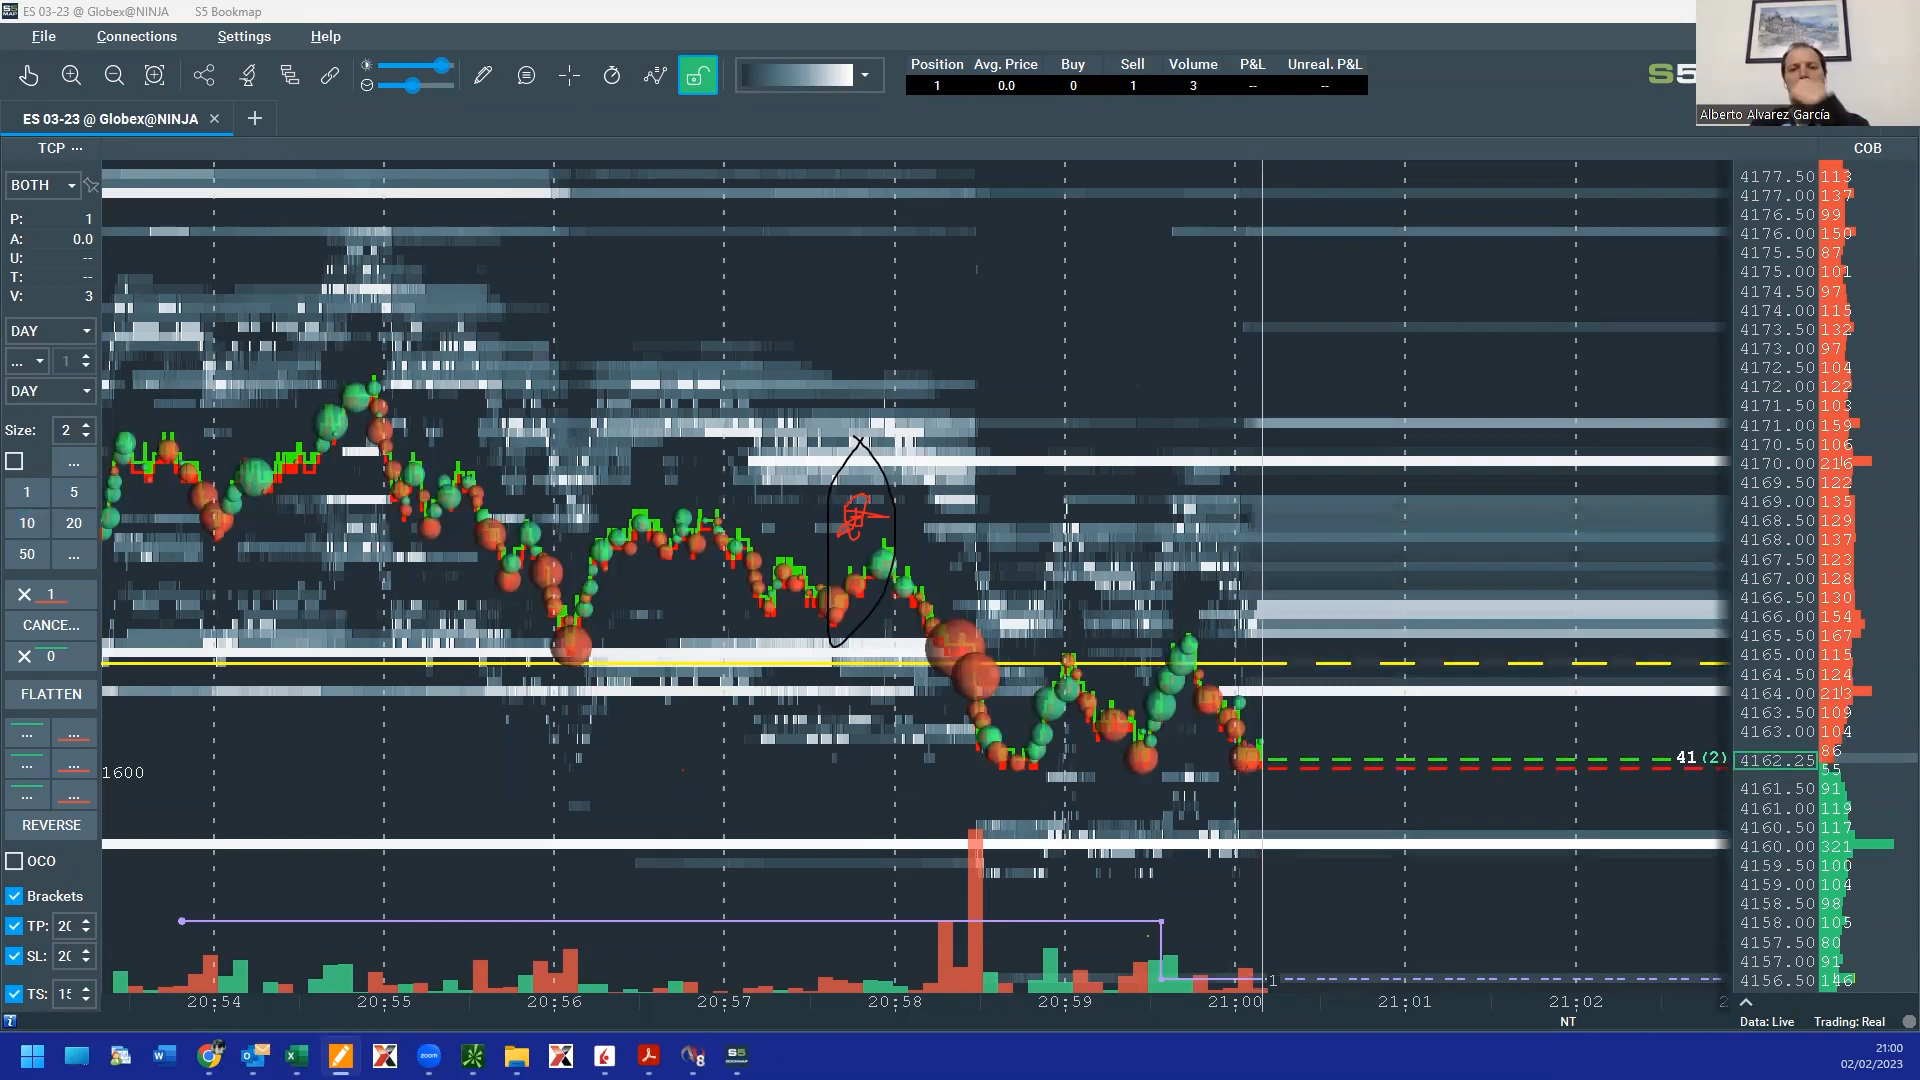 ES 03-23 @ Globex@NINJA S5 Bookmap
File Connections Settings Help
Position Avg. Price Buy Sell Volume P&L Unreal. P&L
1 0.0 0 1 3 -- --
S5
Alberto Alvarez García
ES 03-23 @ Globex@NINJA
TCP ...
COB
BOTH
P: 1
A: 0.0
U: --
T: --
V: 3
DAY
... 1
DAY
Size: 2
...
1 5
10 20
50 ...
1
CANCE...
0
FLATTEN
... ...
... ...
... ...
REVERSE
OCO
Brackets
TP: 20
SL: 20
TS: 15
1600
41 (2)
1
4177.50 113
4177.00 137
4176.50 99
4176.00 150
4175.50 87
4175.00 101
4174.50 97
4174.00 115
4173.50 132
4173.00 97
4172.50 104
4172.00 122
4171.50 103
4171.00 159
4170.50 106
4170.00 216
4169.50 122
4169.00 135
4168.50 129
4168.00 137
4167.50 123
4167.00 128
4166.50 130
4166.00 154
4165.50 167
4165.00 115
4164.50 124
4164.00 213
4163.50 109
4163.00 104
86
4162.25
55
4161.50 91
4161.00 119
4160.50 117
4160.00 321
4159.50 100
4159.00 104
4158.50 98
4158.00 105
4157.50 80
4157.00 91
4156.50 146
20:54 20:55 20:56 20:57 20:58 20:59 21:00 21:01 21:02 2
NT
Data: Live Trading: Real
zoom
8
S5
BOOKMAP
21:00
02/02/2023